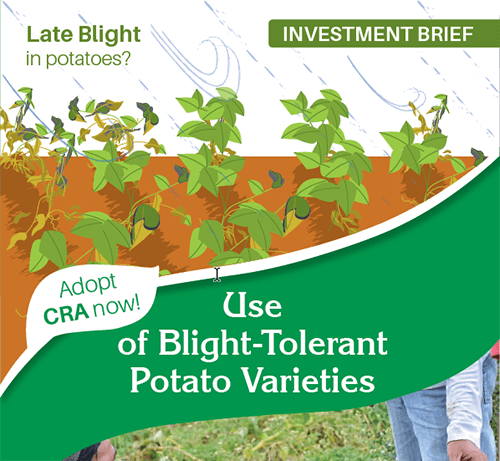 Late Blight
in potatoes?
INVESTMENT BRIEF
Adopt
CRA now!
Use
of Blight-Tolerant
Potato Varieties